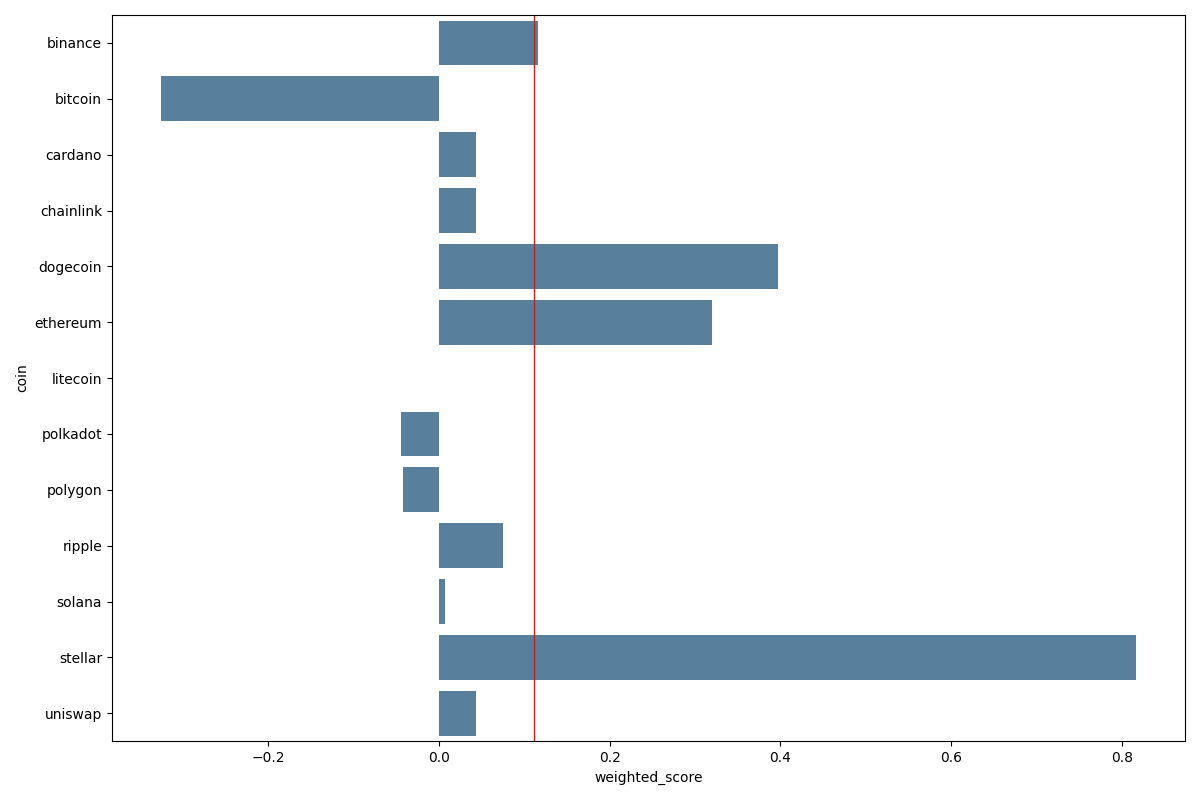 binance
bitcoin
cardano
chainlink
dogecoin
ethereum
litecoin
polkadot
polygon
ripple
solana
stellar
uniswap
coin
−0.2 0.0 0.2 0.4 0.6 0.8
weighted_score